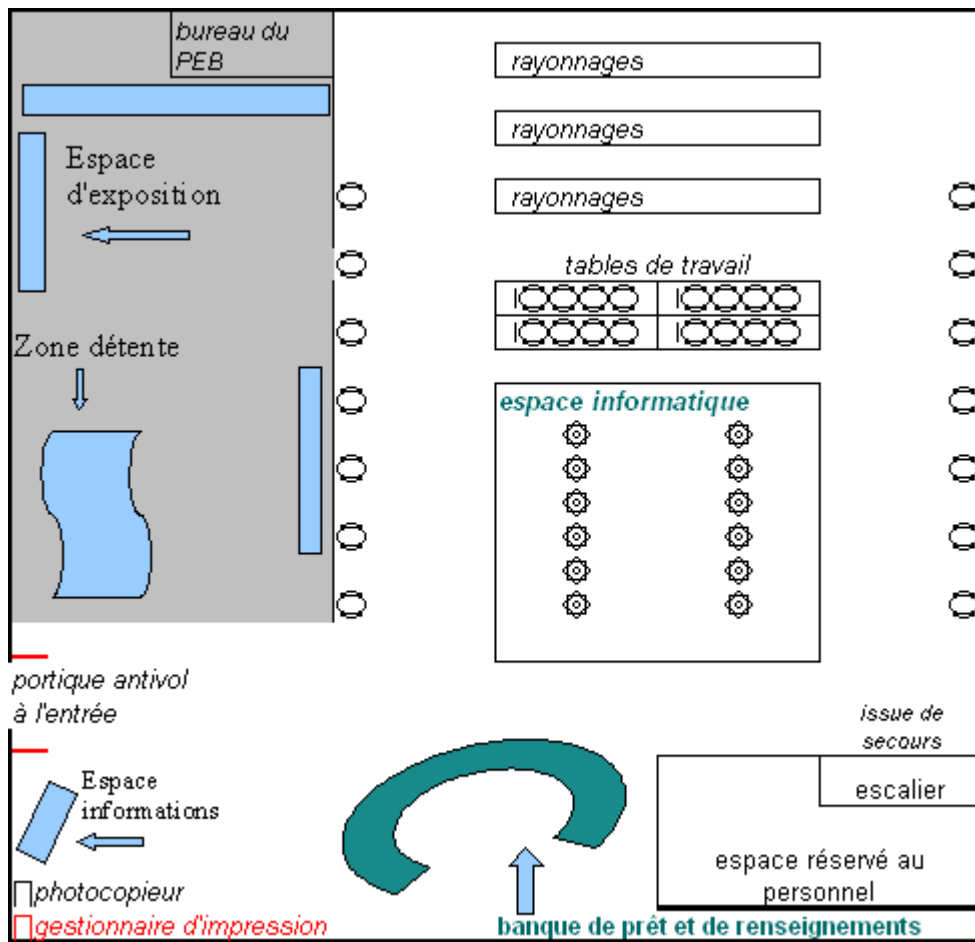 bureau du
PEB
rayonnages
rayonnages
Espace
d'exposition
rayonnages
tables de travail
Zone détente
espace informatique
portique antivol
à l'entrée
issue de
secours
Espace
informations
escalier
espace réservé au
personnel
photocopieur
gestionnaire d'impression
banque de prêt et de renseignements